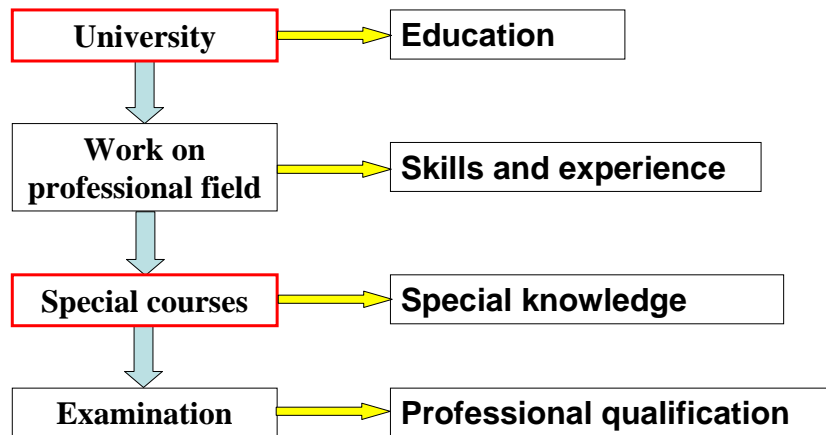 University
Education
Work on
professional field
Skills and experience
Special courses
Special knowledge
Examination
Professional qualification